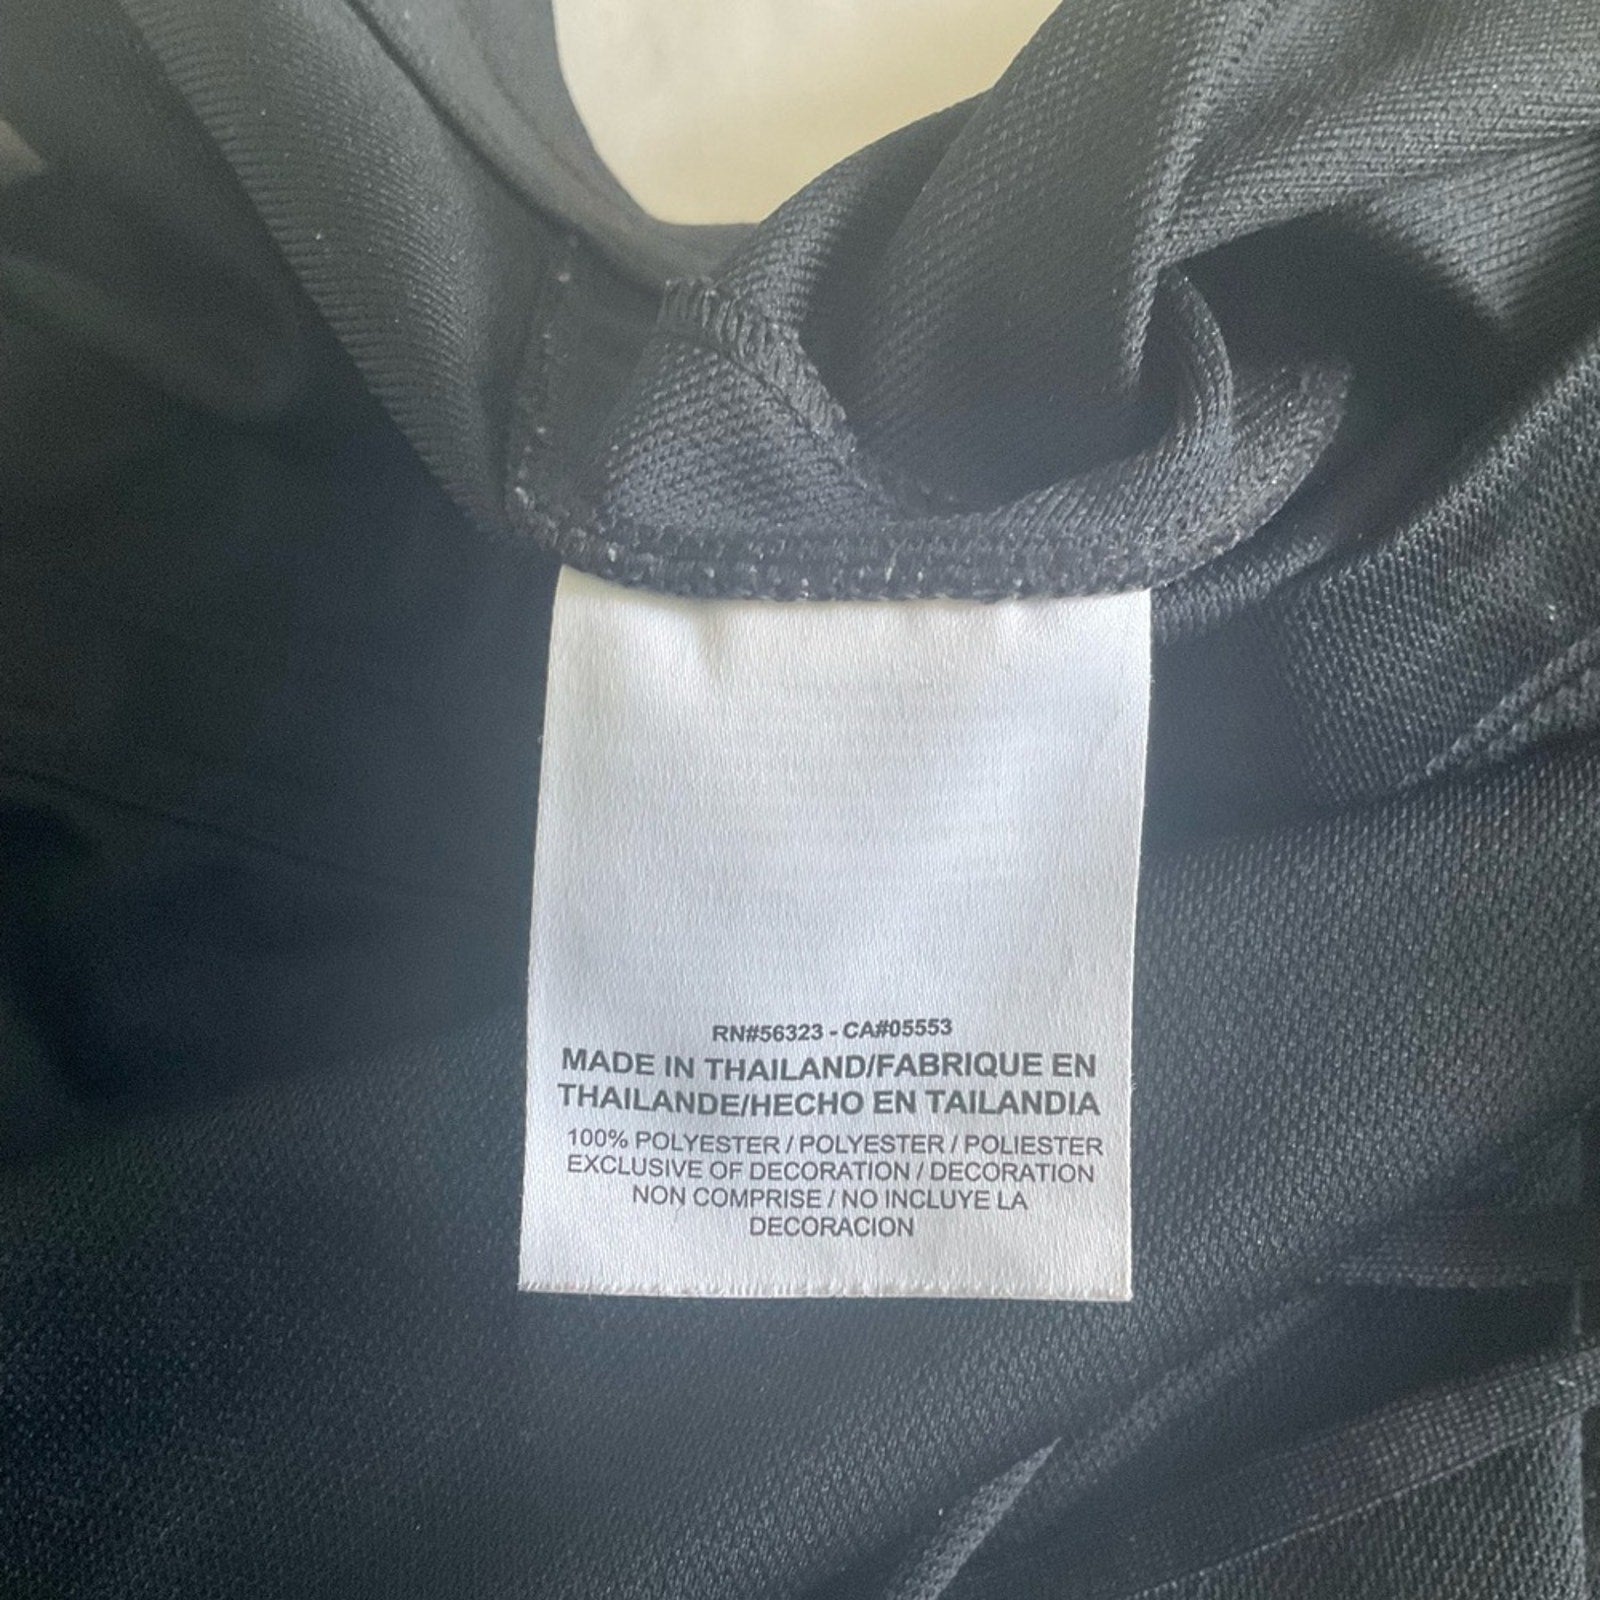 RN#56323 - CA#05553
MADE IN THAILAND/FABRIQUE EN
THAILANDE/HECHO EN TAILANDIA
100% POLYESTER / POLYESTER / POLIESTER
EXCLUSIVE OF DECORATION / DECORATION
NON COMPRISE / NO INCLUYE LA
DECORACION